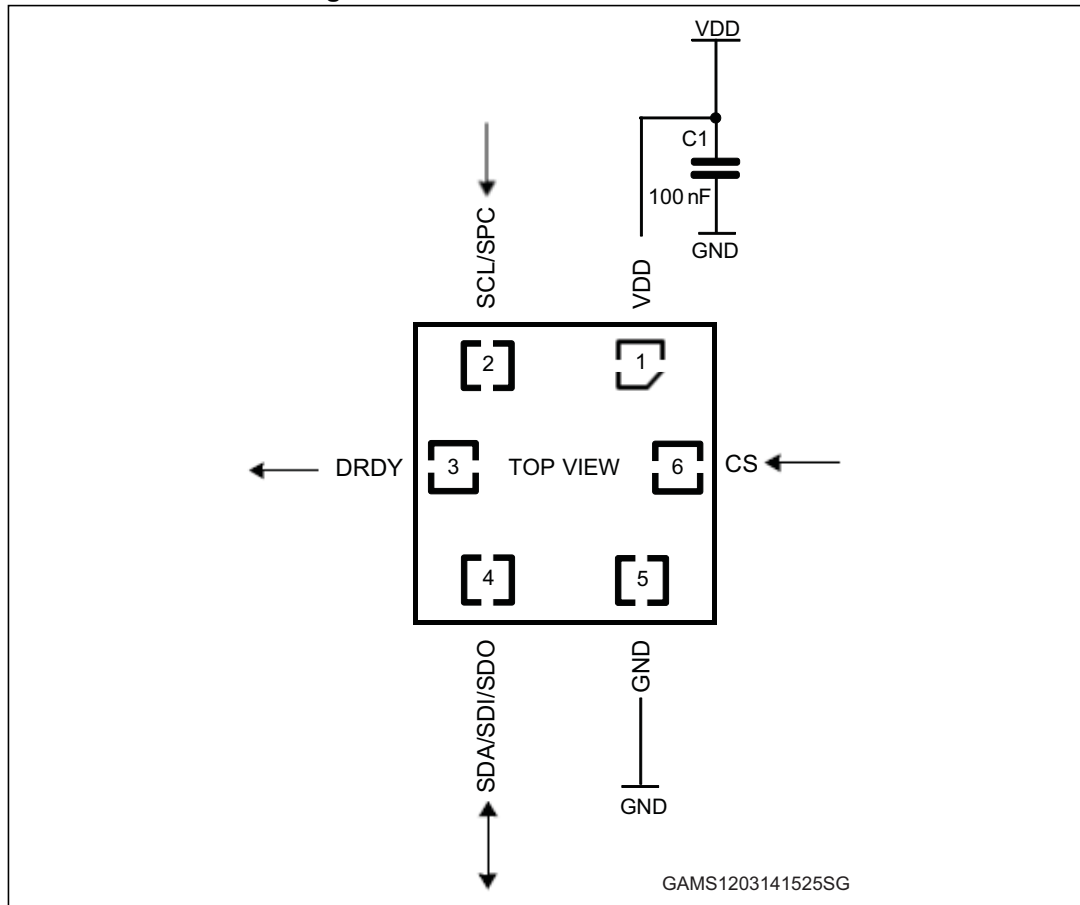 VDD
C1
100 nF
GND
SCL/SPC
VDD
2
1
DRDY
3
TOP VIEW
6
CS
4
5
SDA/SDI/SDO
GND
GND
GAMS1203141525SG